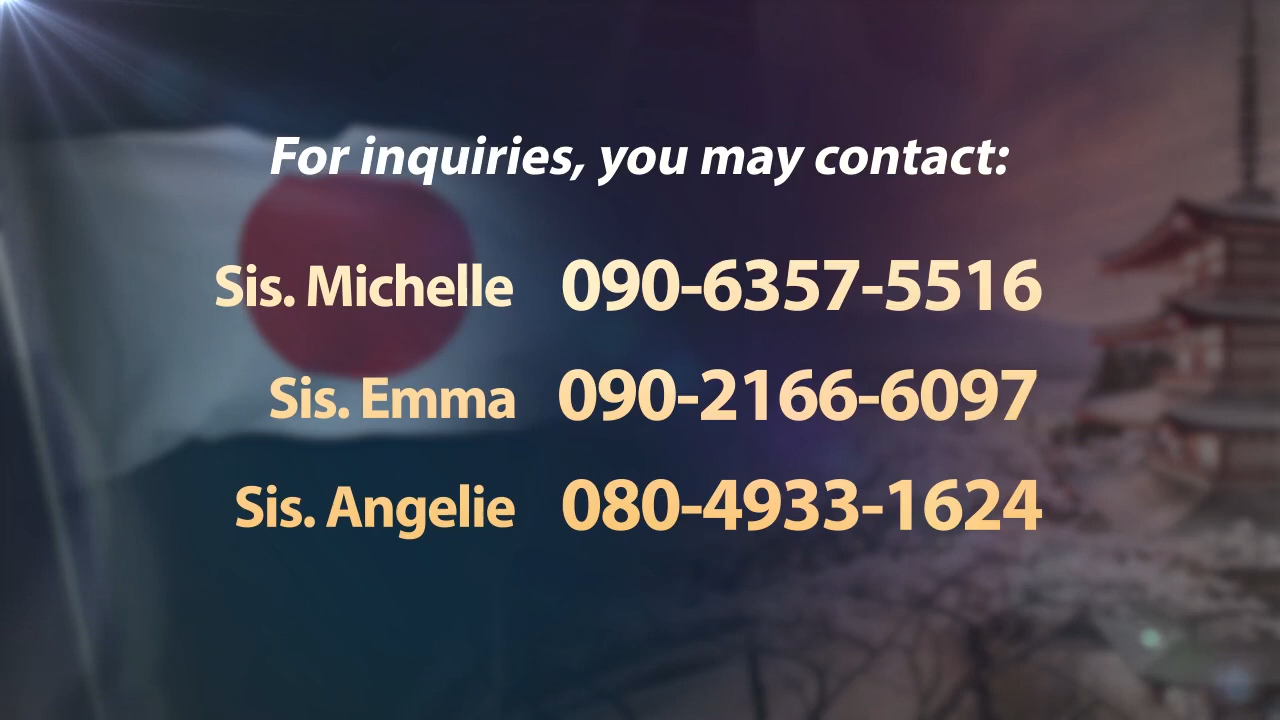 For inquiries, you may contact:
Sis. Michelle 090-6357-5516
Sis. Emma 090-2166-6097
Sis. Angelie 080-4933-1624